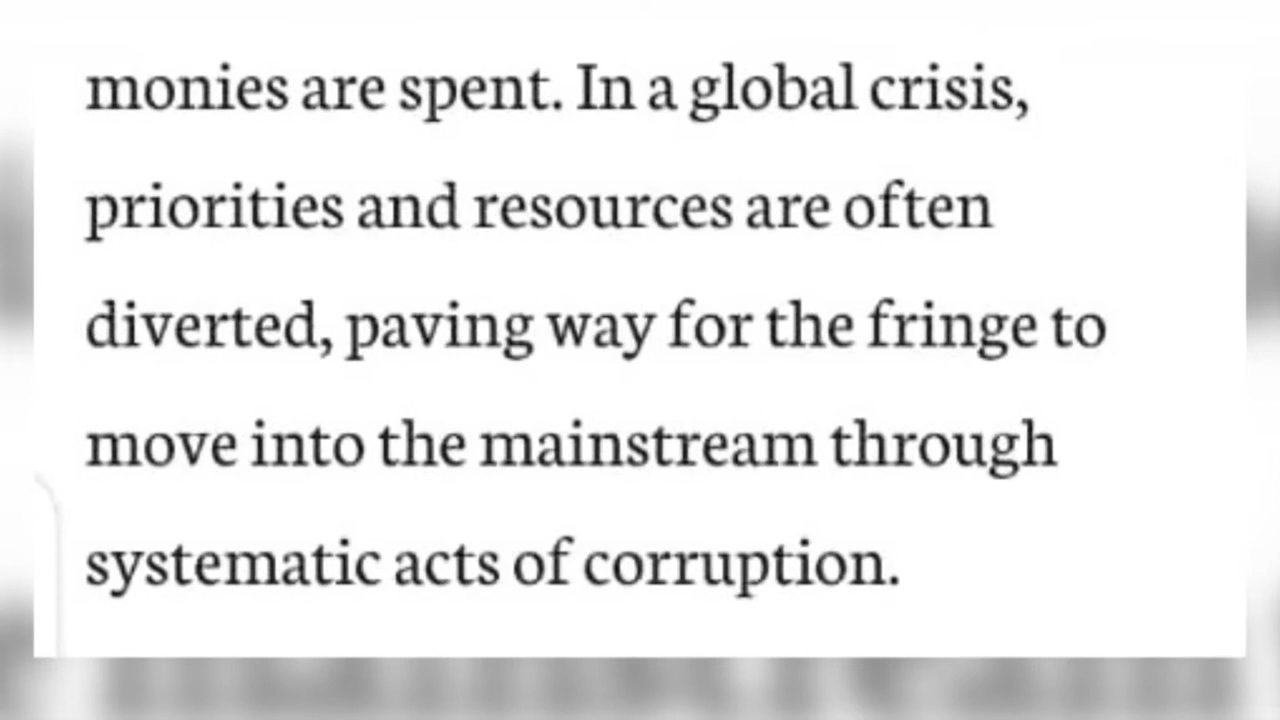 monies are spent. In a global crisis,
priorities and resources are often
diverted, paving way for the fringe to
move into the mainstream through
systematic acts of corruption.